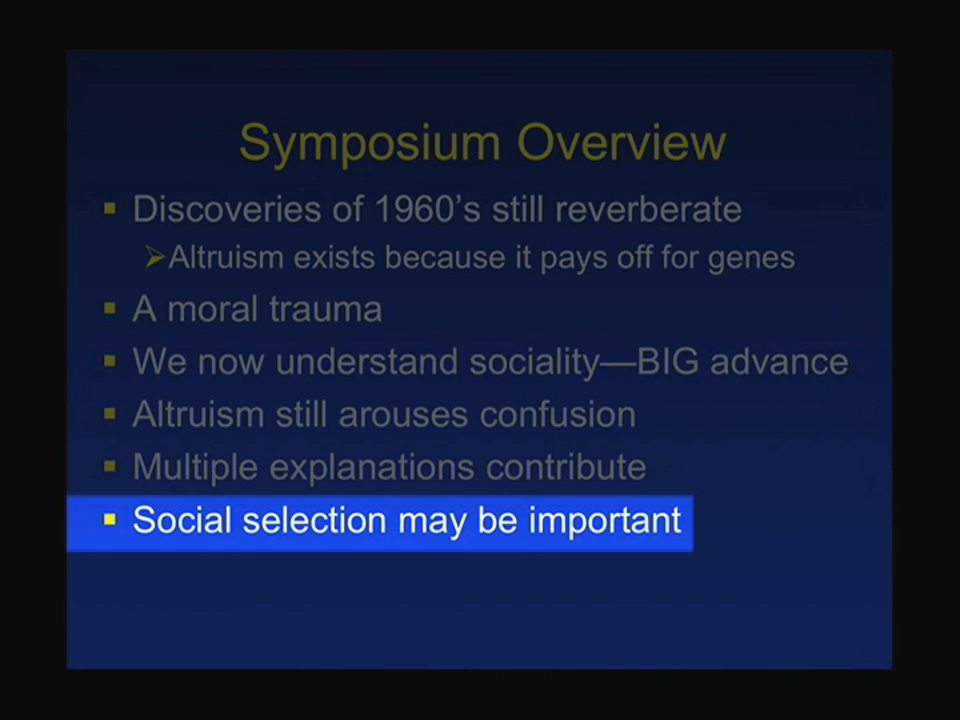 Symposium Overview
▪ Discoveries of 1960's still reverberate
➢Altruism exists because it pays off for genes
▪ A moral trauma
▪ We now understand sociality—BIG advance
▪ Altruism still arouses confusion
▪ Multiple explanations contribute
▪ Social selection may be important